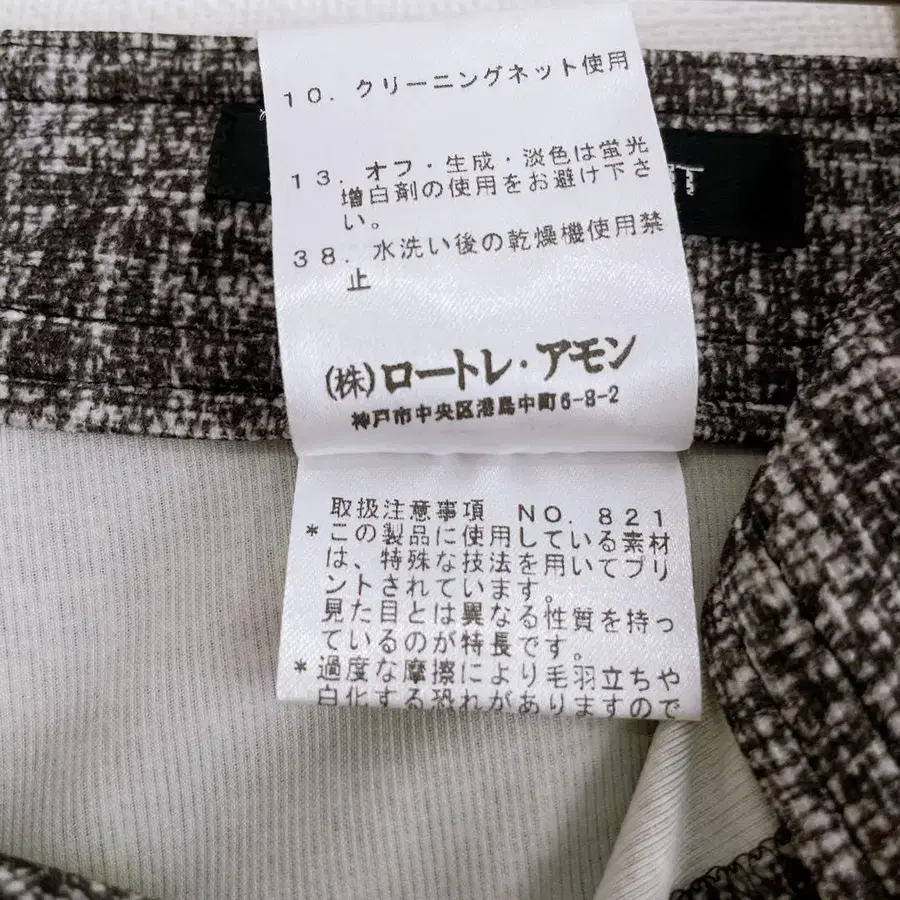 10. クリーニングネット使用
13. オフ・生成・淡色は蛍光
増白剤の使用をお避け下さ
い。
38. 水洗い後の乾燥機使用禁
止
(株)ロートレ・アモン
神戸市中央区港島中町6-8-2
取扱注意事項 NO. 821
*この製品に使用している素材
は、特殊な技法を用いてプリ
ントされています。
見た目とは異なる性質を持っ
ているのが特長です。
*過度な摩擦により毛羽立ちや
白化する恐れがありますので